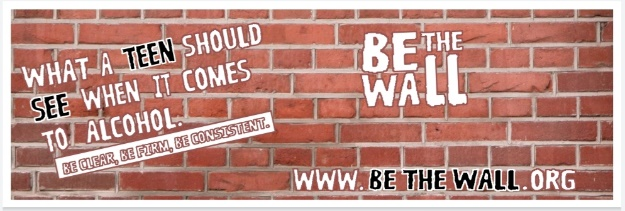 WHAT A TEEN SHOULD
SEE WHEN IT COMES
TO ALCOHOL.
BE CLEAR, BE FIRM, BE CONSISTENT.
BE THE
WALL
WWW.BE THE WALL.ORG